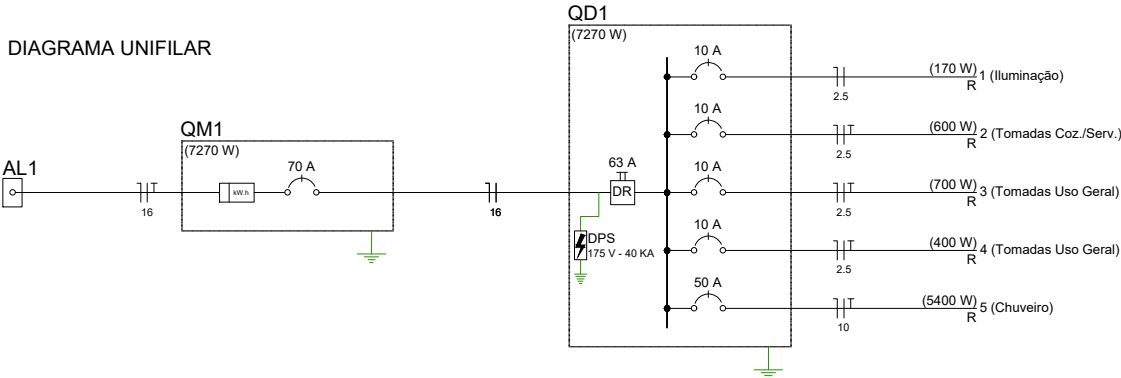 DIAGRAMA UNIFILAR
AL1
16
QM1
(7270 W)
kW.h
70 A
16
QD1
(7270 W)
63 A
DR
DPS
175 V - 40 KA
10 A
2.5
(170 W)
R
1 (Iluminação)
10 A
T
2.5
(600 W)
R
2 (Tomadas Coz./Serv.)
10 A
T
2.5
(700 W)
R
3 (Tomadas Uso Geral)
10 A
T
2.5
(400 W)
R
4 (Tomadas Uso Geral)
50 A
T
10
(5400 W)
R
5 (Chuveiro)